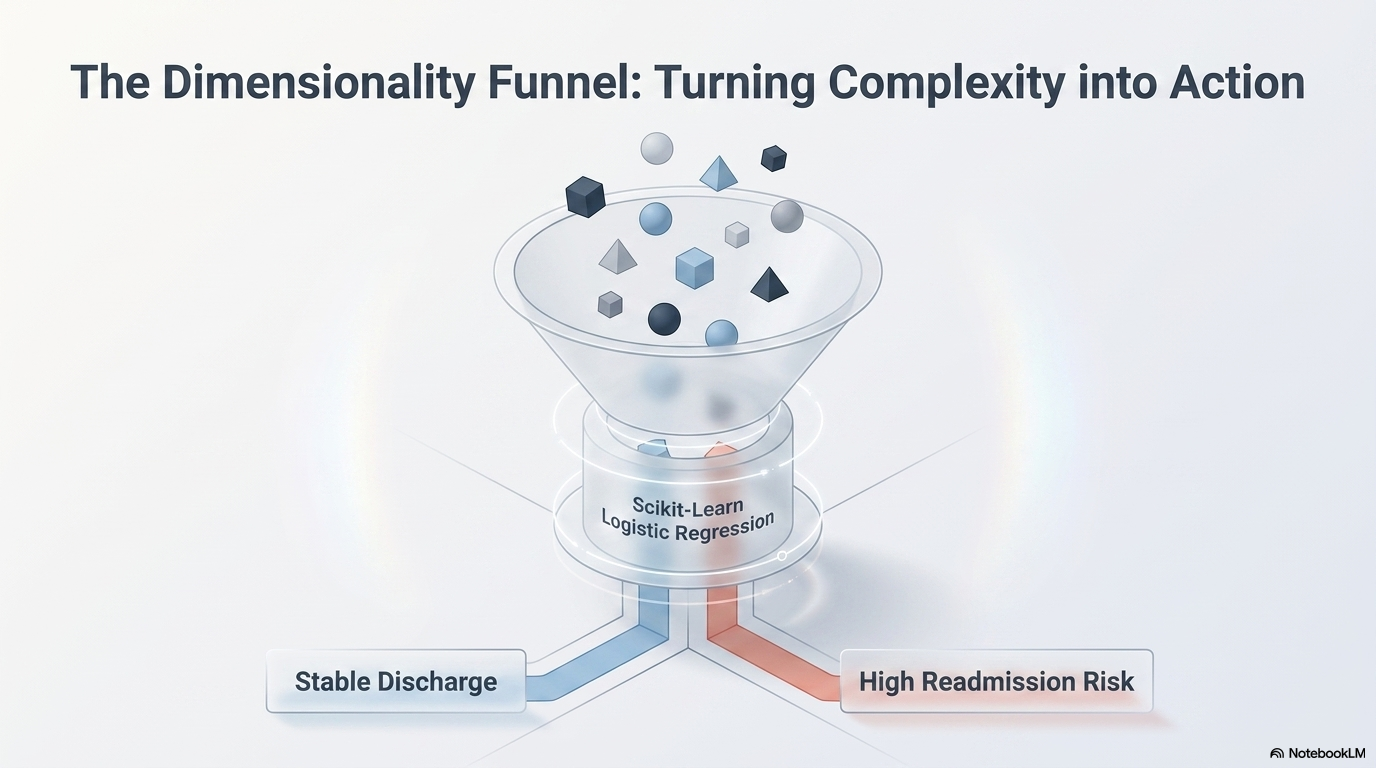 The Dimensionality Funnel: Turning Complexity into Action
Scikit-Learn
Logistic Regression
Stable Discharge
High Readmission Risk
NotebookLM